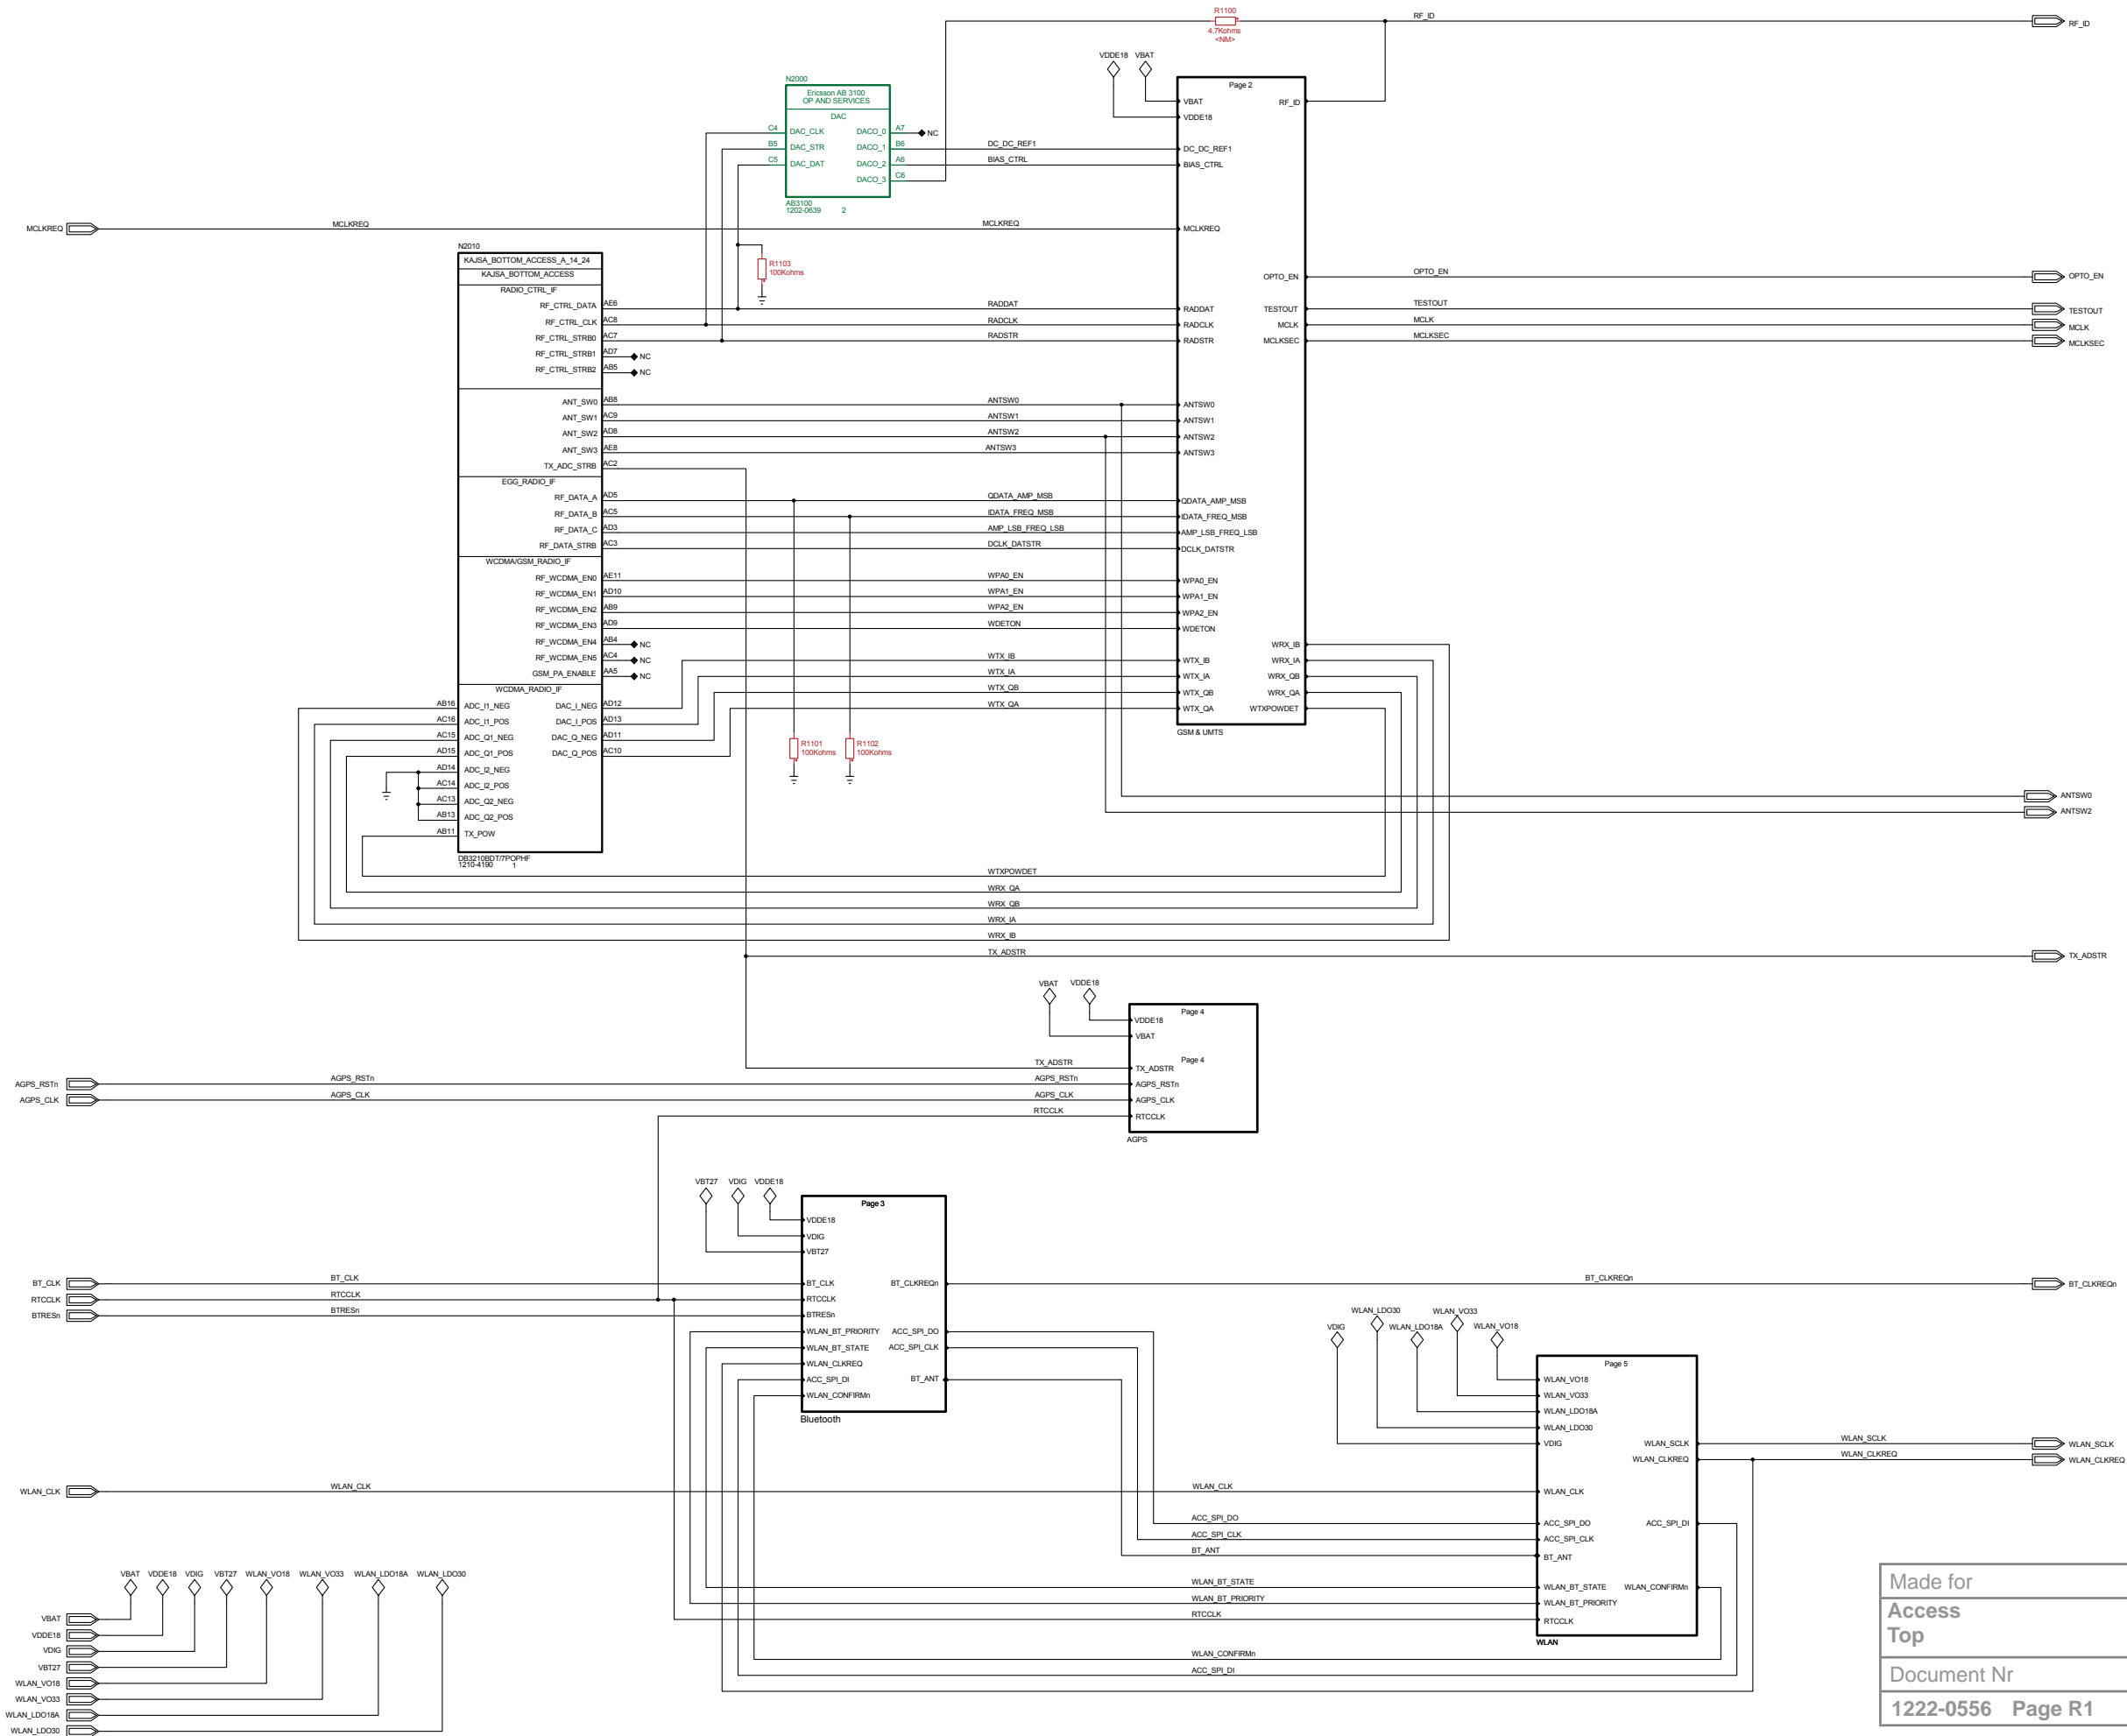 R1100
4.7Kohms
<NM>
RF_ID
RF_ID
VDDE18 VBAT
N2000
Ericsson AB 3100
OP AND SERVICES
DAC
C4 DAC_CLK DACO_0 A7 NC
B5 DAC_STR DACO_1 B6
C5 DAC_DAT DACO_2 A6
DACO_3 C6
AB3100
1202-0639 2
DC_DC_REF1
BIAS_CTRL
Page 2
VBAT RF_ID
VDDE18
DC_DC_REF1
BIAS_CTRL
MCLKREQ MCLKREQ MCLKREQ MCLKREQ
R1103
100Kohms
OPTO_EN OPTO_EN OPTO_EN
N2010
KAJSA_BOTTOM_ACCESS_A_14_24
KAJSA_BOTTOM_ACCESS
RADIO_CTRL_IF
RF_CTRL_DATA AE6 RADDAT RADDAT TESTOUT TESTOUT TESTOUT
RF_CTRL_CLK AC8 RADCLK RADCLK MCLK MCLK MCLK
RF_CTRL_STRB0 AC7 RADSTR RADSTR MCLKSEC MCLKSEC MCLKSEC
RF_CTRL_STRB1 AD7 NC
RF_CTRL_STRB2 AB5 NC
ANT_SW0 AB8 ANTSW0 ANTSW0
ANT_SW1 AC9 ANTSW1 ANTSW1
ANT_SW2 AD8 ANTSW2 ANTSW2
ANT_SW3 AE8 ANTSW3 ANTSW3
TX_ADC_STRB AC2
EGG_RADIO_IF
RF_DATA_A AD5 QDATA_AMP_MSB QDATA_AMP_MSB
RF_DATA_B AC5 IDATA_FREQ_MSB IDATA_FREQ_MSB
RF_DATA_C AD3 AMP_LSB_FREQ_LSB AMP_LSB_FREQ_LSB
RF_DATA_STRB AC3 DCLK_DATSTR DCLK_DATSTR
WCDMA/GSM_RADIO_IF
RF_WCDMA_EN0 AE11 WPA0_EN WPA0_EN
RF_WCDMA_EN1 AD10 WPA1_EN WPA1_EN
RF_WCDMA_EN2 AB9 WPA2_EN WPA2_EN
RF_WCDMA_EN3 AD9 WDETON WDETON
RF_WCDMA_EN4 AB4 NC WRX_IB
RF_WCDMA_EN5 AC4 NC WTX_IB WTX_IB WRX_IA
GSM_PA_ENABLE AA5 NC WTX_IA WTX_IA WRX_QB
WCDMA_RADIO_IF WTX_QB WTX_QB WRX_QA
AB16 ADC_I1_NEG DAC_I_NEG AD12 WTX_QA WTX_QA WTXPOWDET
AC16 ADC_I1_POS DAC_I_POS AD13
GSM & UMTS
AC15 ADC_Q1_NEG DAC_Q_NEG AD11
AD15 ADC_Q1_POS DAC_Q_POS AC10
R1101
100Kohms
R1102
100Kohms
AD14 ADC_I2_NEG
AC14 ADC_I2_POS
AC13 ADC_Q2_NEG
AB13 ADC_Q2_POS
AB11 TX_POW
DB3210BDT/7POPHF
1210-4190 1
ANTSW0
ANTSW2
WTXPOWDET
WRX_QA
WRX_QB
WRX_IA
WRX_IB
TX_ADSTR TX_ADSTR
VBAT VDDE18
Page 4
VDDE18
VBAT
Page 4
TX_ADSTR TX_ADSTR
AGPS_RSTn AGPS_RSTn AGPS_RSTn AGPS_RSTn
AGPS_CLK AGPS_CLK AGPS_CLK AGPS_CLK
RTCCLK RTCCLK
AGPS
VBT27 VDIG VDDE18
Page 3
VDDE18
VDIG
VBT27
BT_CLK BT_CLK BT_CLK BT_CLKREQn BT_CLKREQn BT_CLKREQn
RTCCLK RTCCLK RTCCLK
BTRESn BTRESn BTRESn
WLAN_BT_PRIORITY ACC_SPI_DO
WLAN_BT_STATE ACC_SPI_CLK
WLAN_CLKREQ
ACC_SPI_DI BT_ANT
WLAN_CONFIRMn
Bluetooth
VDIG WLAN_LDO30 WLAN_LDO18A WLAN_VO33 WLAN_VO18
Page 5
WLAN_VO18
WLAN_VO33
WLAN_LDO18A
WLAN_LDO30
VDIG WLAN_SCLK WLAN_SCLK WLAN_SCLK
WLAN_CLKREQ WLAN_CLKREQ WLAN_CLKREQ
WLAN_CLK WLAN_CLK WLAN_CLK WLAN_CLK
ACC_SPI_DO ACC_SPI_DO ACC_SPI_DI
ACC_SPI_CLK ACC_SPI_CLK
BT_ANT BT_ANT
WLAN_BT_STATE WLAN_BT_STATE WLAN_CONFIRMn
WLAN_BT_PRIORITY WLAN_BT_PRIORITY
RTCCLK RTCCLK
WLAN
WLAN_CONFIRMn
ACC_SPI_DI
VBAT VDDE18 VDIG VBT27 WLAN_VO18 WLAN_VO33 WLAN_LDO18A WLAN_LDO30
VBAT
VDDE18
VDIG
VBT27
WLAN_VO18
WLAN_VO33
WLAN_LDO18A
WLAN_LDO30
Made for
Access
Top
Document Nr
1222-0556 Page R1